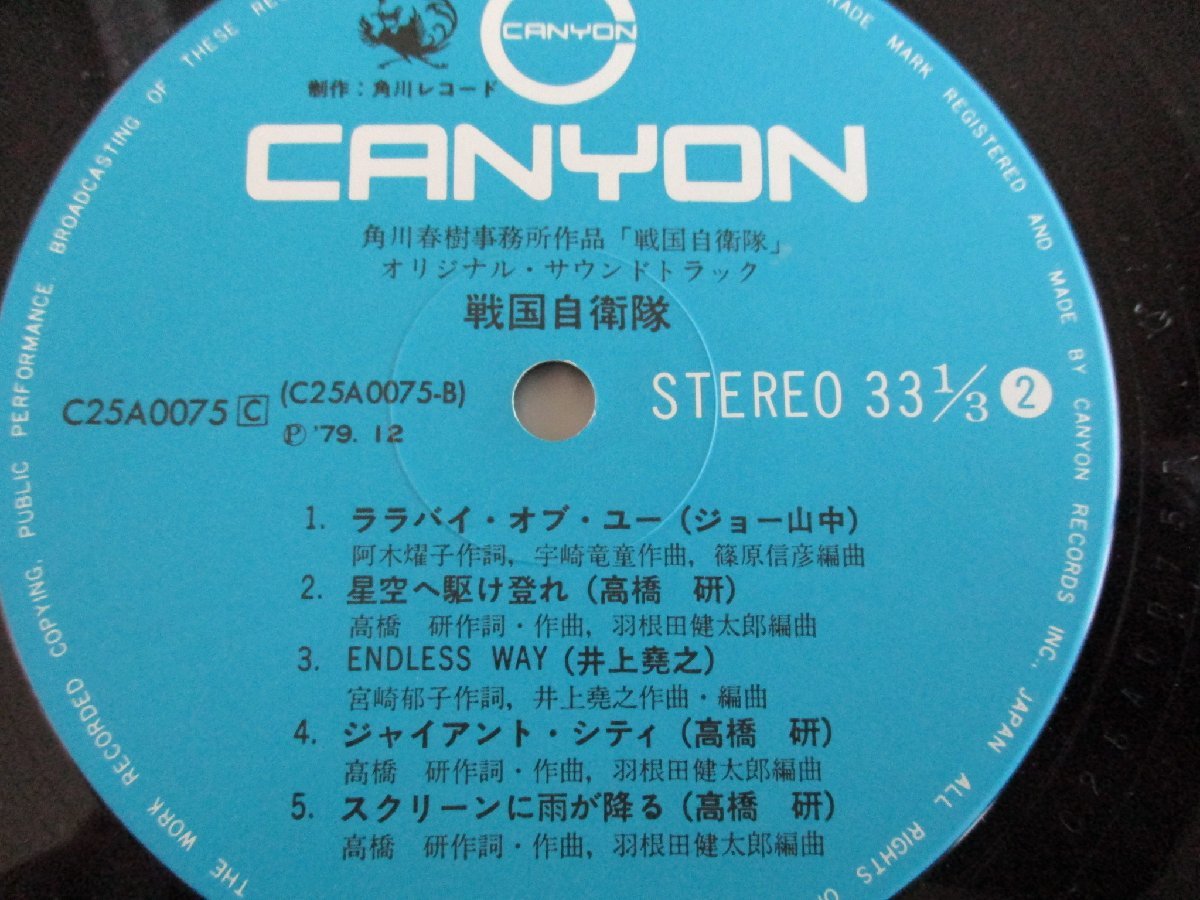 CANYON
制作：角川レコード
CANYON
角川春樹事務所作品「戦国自衛隊」
オリジナル・サウンドトラック
戦国自衛隊
C25A0075 C (C25A0075-B)
℗ '79. 12
STEREO 33 1/3 2
1. ララバイ・オブ・ユー (ジョー山中)
阿木燿子作詞, 宇崎竜童作曲, 篠原信彦編曲
2. 星空へ駆け登れ (高橋 研)
高橋 研作詞・作曲, 羽根田健太郎編曲
3. ENDLESS WAY (井上堯之)
宮崎郁子作詞, 井上堯之作曲・編曲
4. ジャイアント・シティ (高橋 研)
高橋 研作詞・作曲, 羽根田健太郎編曲
5. スクリーンに雨が降る (高橋 研)
高橋 研作詞・作曲, 羽根田健太郎編曲
TRADE MARK REGISTERED AND MADE BY CANYON RECORDS INC., JAPAN ALL RIGHTS
THE WORK RECORDED COPYING, PUBLIC PERFORMANCE BROADCASTING OF THESE